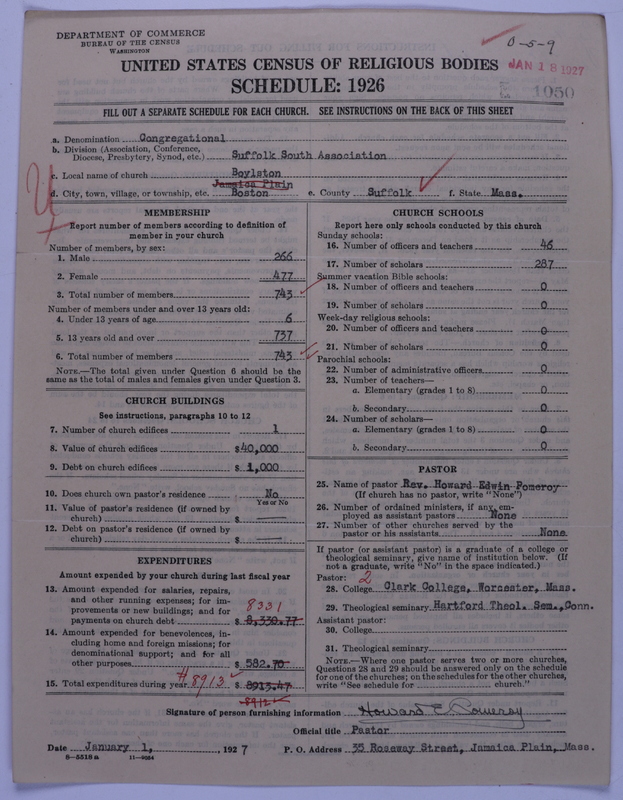 DEPARTMENT OF COMMERCE
BUREAU OF THE CENSUS
WASHINGTON
0-5-9
UNITED STATES CENSUS OF RELIGIOUS BODIES
JAN 18 1927
SCHEDULE: 1926
1050
FILL OUT A SEPARATE SCHEDULE FOR EACH CHURCH. SEE INSTRUCTIONS ON THE BACK OF THIS SHEET
a. Denomination Congregational
b. Division (Association, Conference,
Diocese, Presbytery, Synod, etc.) Suffolk South Association
c. Local name of church Boylston
Jamaica Plain
d. City, town, village, or township, etc. Boston e. County Suffolk f. State Mass.
MEMBERSHIP
Report number of members according to definition of
member in your church
Number of members, by sex:
1. Male 266
2. Female 477
3. Total number of members 743
Number of members under and over 13 years old:
4. Under 13 years of age 6
5. 13 years old and over 737
6. Total number of members 743
NOTE.—The total given under Question 6 should be
same as the total of males and females given under Question 3.
CHURCH BUILDINGS
See instructions, paragraphs 10 to 12
7. Number of church edifices 1
8. Value of church edifices $40,000
9. Debt on church edifices $ 1,000
10. Does church own pastor's residence No
Yes or No
11. Value of pastor's residence (if owned by
church) $
12. Debt on pastor's residence (if owned by
church) $
EXPENDITURES
Amount expended by your church during last fiscal year
13. Amount expended for salaries, repairs,
and other running expenses; for im-
provements or new buildings; and for 8331
payments on church debt $ 8,330.77
14. Amount expended for benevolences, in-
cluding home and foreign missions; for
denominational support; and for all
other purposes $ 582.70
15. Total expenditures during year $8913 $ 8913.47
8912
CHURCH SCHOOLS
Report here only schools conducted by this church
Sunday schools:
16. Number of officers and teachers 46
17. Number of scholars 287
Summer vacation Bible schools:
18. Number of officers and teachers 0
19. Number of scholars 0
Week-day religious schools:
20. Number of officers and teachers 0
21. Number of scholars 0
Parochial schools:
22. Number of administrative officers 0
23. Number of teachers—
a. Elementary (grades 1 to 8) 0
b. Secondary 0
24. Number of scholars—
a. Elementary (grades 1 to 8) 0
b. Secondary 0
PASTOR
25. Name of pastor Rev. Howard Edwin Pomeroy
(If church has no pastor, write "None")
26. Number of ordained ministers, if any, em-
ployed as assistant pastors None
27. Number of other churches served by the
pastor or his assistants None
If pastor (or assistant pastor) is a graduate of a college or
theological seminary, give name of institution below. (If
not a graduate, write "No" in the space indicated.)
Pastor: 2
28. College Clark College, Worcester, Mass.
29. Theological seminary Hartford Theol. Sem., Conn.
Assistant pastor:
30. College
31. Theological seminary
NOTE.—Where one pastor serves two or more churches,
Questions 28 and 29 should be answered only on the schedule
for one of the churches; on the schedules for the other churches,
write "See schedule for church."
Signature of person furnishing information Howard E. Pomeroy
Official title Pastor
Date January 1, 1927 P. O. Address 35 Roseway Street, Jamaica Plain, Mass.
8—5518 a 11—9254